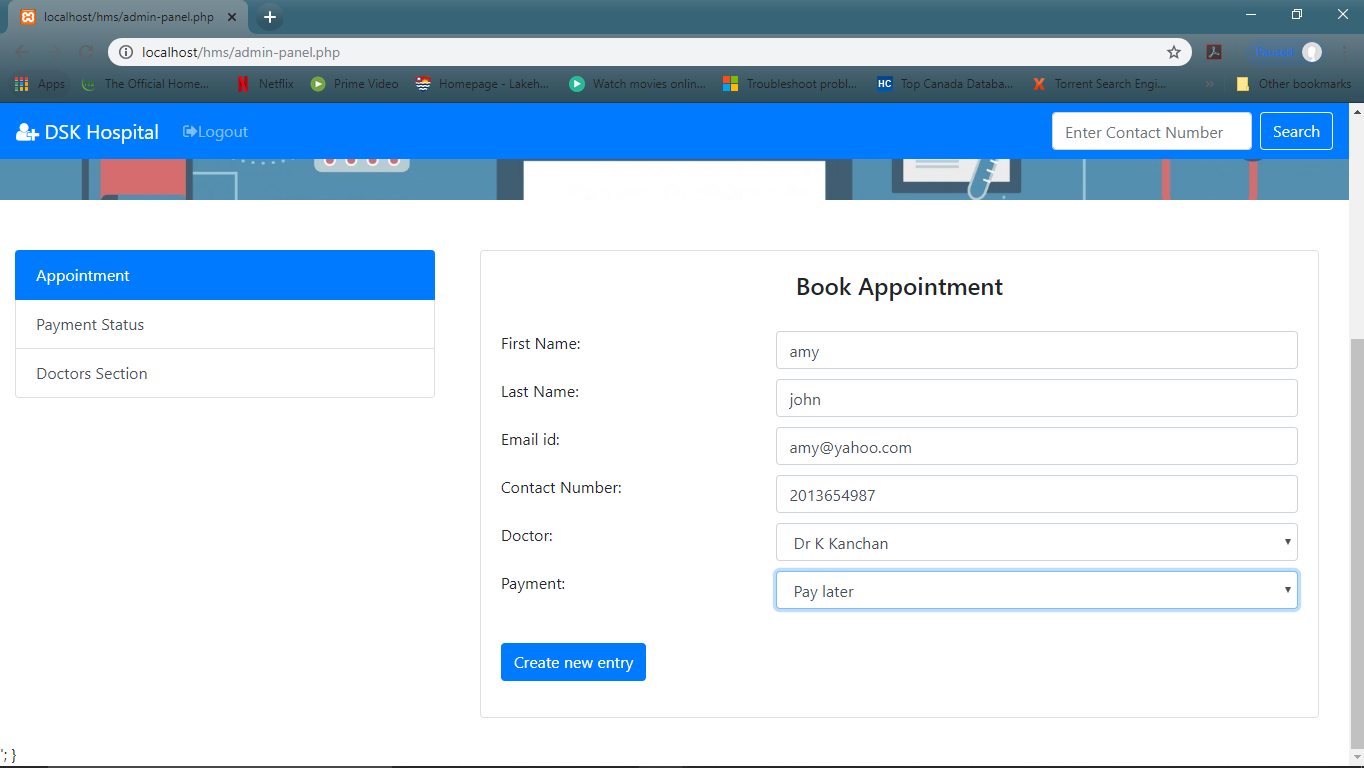 localhost/hms/admin-panel.php
localhost/hms/admin-panel.php
Paused
Apps The Official Home... Netflix Prime Video Homepage - Lakeh... Watch movies onlin... Troubleshoot probl... HC Top Canada Databa... Torrent Search Engi... » Other bookmarks
DSK Hospital Logout Enter Contact Number Search
Appointment
Payment Status
Doctors Section
Book Appointment
First Name: amy
Last Name: john
Email id: amy@yahoo.com
Contact Number: 2013654987
Doctor: Dr K Kanchan
Payment: Pay later
Create new entry
'; }